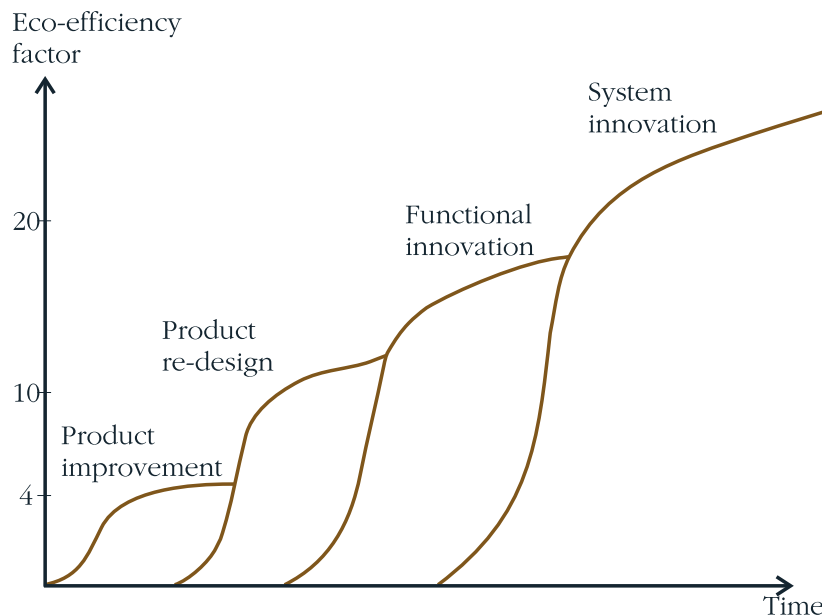 Eco-efficiency
factor
System
innovation
20
Functional
innovation
Product
re-design
10
Product
improvement
4
Time